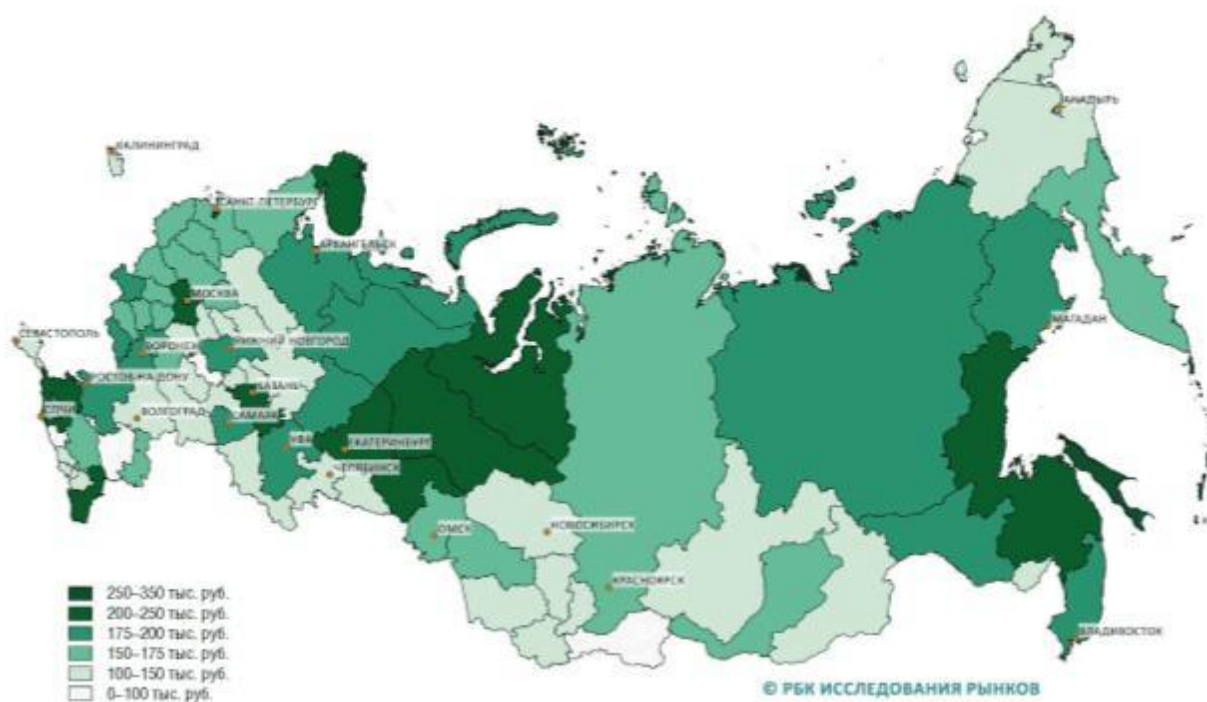 АНАДЫРЬ
КАЛИНИНГРАД
САНКТ-ПЕТЕРБУРГ
АРХАНГЕЛЬСК
МОСКВА
МАГАДАН
СЕВАСТОПОЛЬ
ВОРОНЕЖ
НИЖНИЙ НОВГОРОД
РОСТОВ-НА-ДОНУ
КАЗАНЬ
СОЧИ
ВОЛГОГРАД
САМАРА
УФА
ЕКАТЕРИНБУРГ
ЧЕЛЯБИНСК
ОМСК
НОВОСИБИРСК
КРАСНОЯРСК
ВЛАДИВОСТОК
250–350 тыс. руб.
200–250 тыс. руб.
175–200 тыс. руб.
150–175 тыс. руб.
100–150 тыс. руб.
0–100 тыс. руб.
© РБК ИССЛЕДОВАНИЯ РЫНКОВ